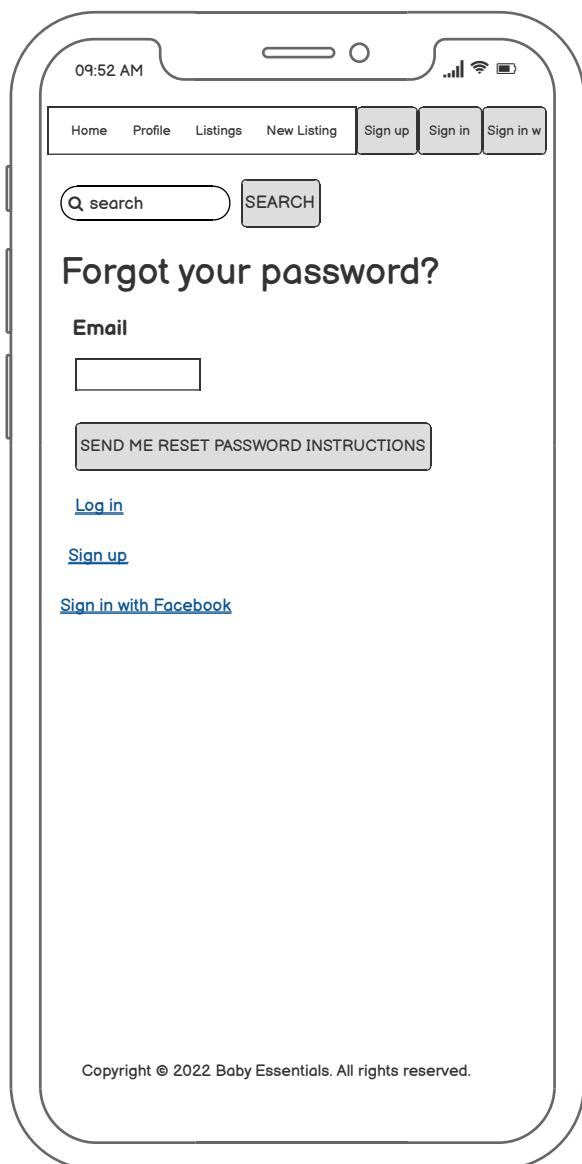 09:52 AM
Home Profile Listings New Listing Sign up Sign in Sign in w
search SEARCH
Forgot your password?
Email
SEND ME RESET PASSWORD INSTRUCTIONS
Log in
Sign up
Sign in with Facebook
Copyright © 2022 Baby Essentials. All rights reserved.